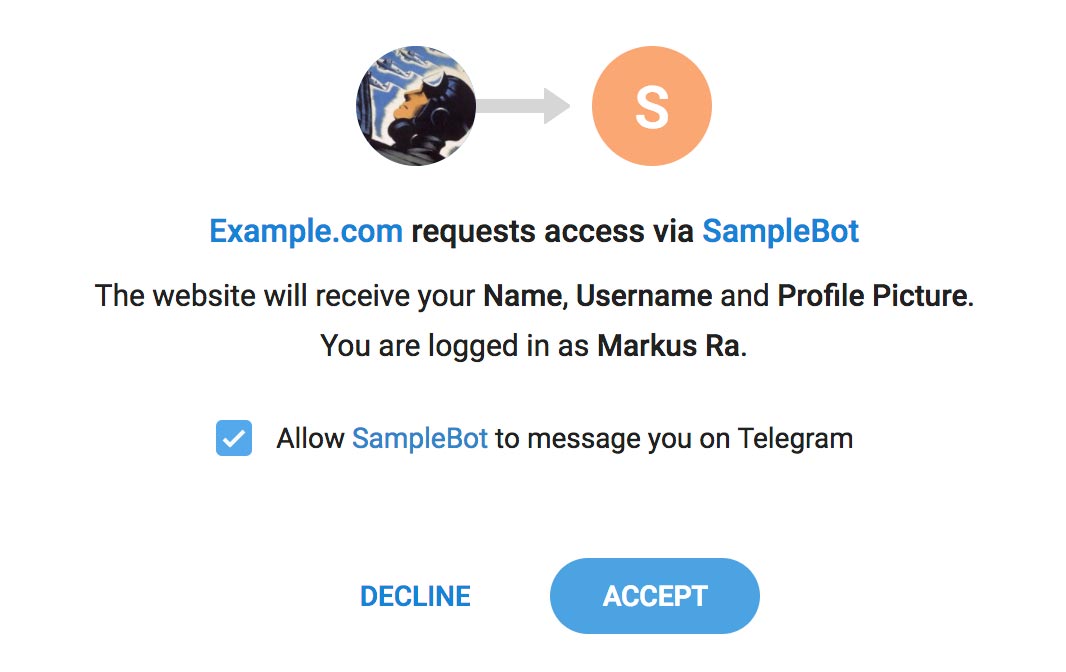 S
Example.com requests access via SampleBot
The website will receive your Name, Username and Profile Picture.
You are logged in as Markus Ra.
Allow SampleBot to message you on Telegram
DECLINE
ACCEPT